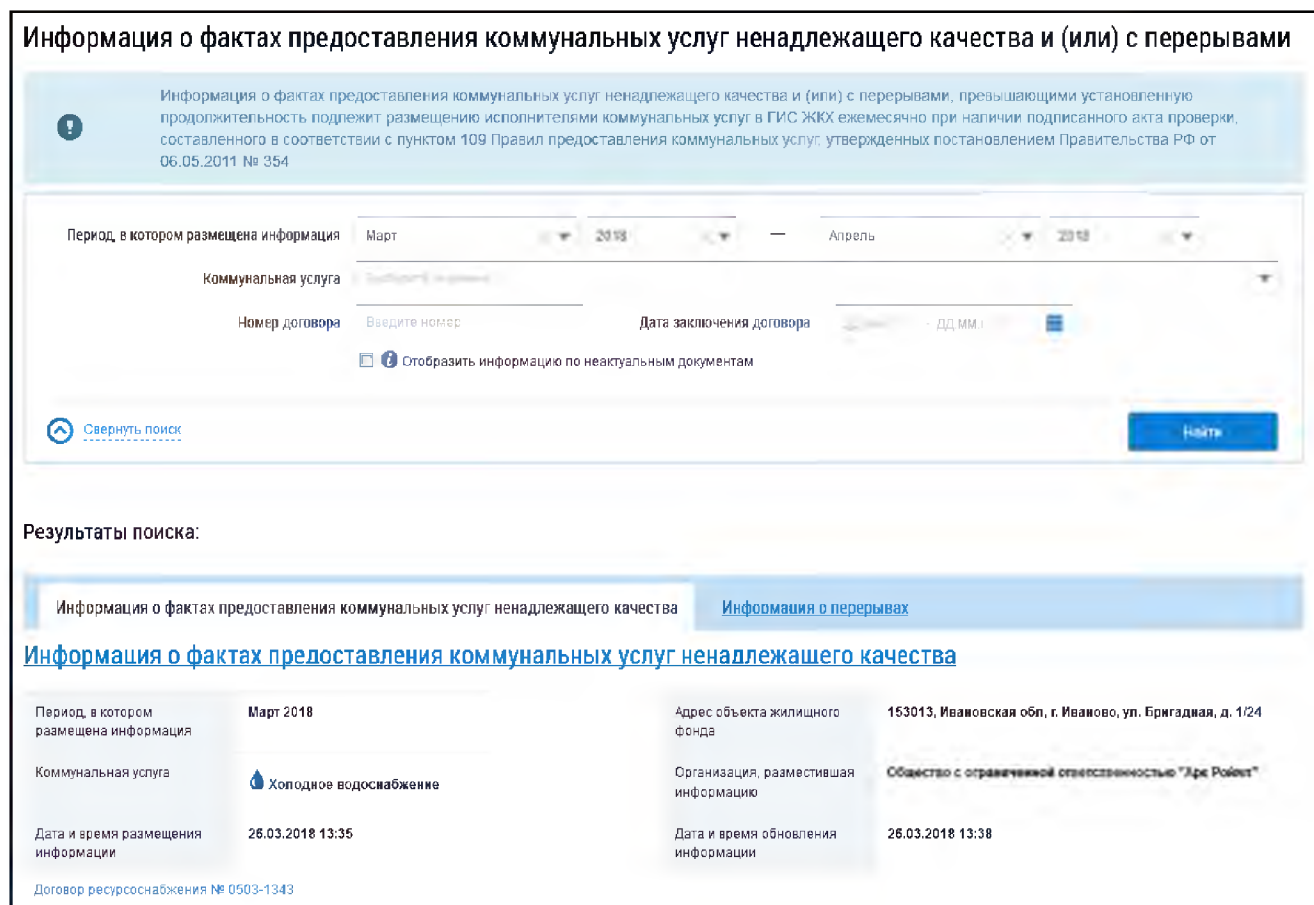 Информация о фактах предоставления коммунальных услуг ненадлежащего качества и (или) с перерывами
Информация о фактах предоставления коммунальных услуг ненадлежащего качества и (или) с перерывами, превышающими установленную
продолжительность подлежит размещению исполнителями коммунальных услуг в ГИС ЖКХ ежемесячно при наличии подписанного акта проверки,
составленного в соответствии с пунктом 109 Правил предоставления коммунальных услуг, утвержденных постановлением Правительства РФ от
06.05.2011 № 354
Период, в котором размещена информация Март 2018 — Апрель 2018
Коммунальная услуга
Номер договора Введите номер Дата заключения договора - ДД.ММ.
Отобразить информацию по неактуальным документам
Свернуть поиск Найти
Результаты поиска:
Информация о фактах предоставления коммунальных услуг ненадлежащего качества Информация о перерывах
Информация о фактах предоставления коммунальных услуг ненадлежащего качества
Период, в котором размещена информация Март 2018 Адрес объекта жилищного фонда 153013, Ивановская обл, г. Иваново, ул. Бригадная, д. 1/24
Коммунальная услуга Холодное водоснабжение Организация, разместившая информацию Общество с ограниченной ответственностью
Дата и время размещения информации 26.03.2018 13:35 Дата и время обновления информации 26.03.2018 13:38
Договор ресурсоснабжения № 0503-1343